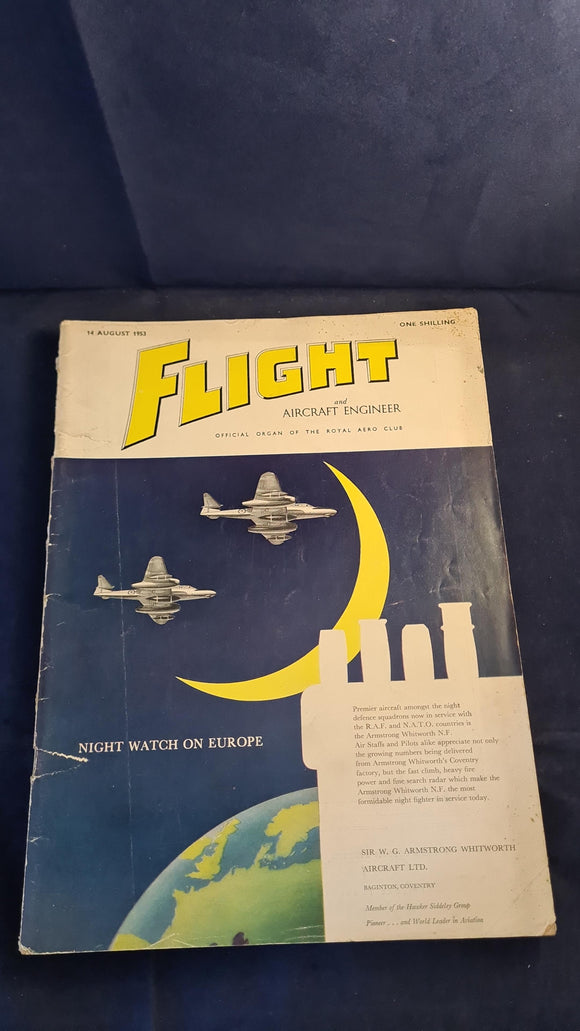 14 AUGUST 1953
ONE SHILLING
FLIGHT
and
AIRCRAFT ENGINEER
OFFICIAL ORGAN OF THE ROYAL AERO CLUB
NIGHT WATCH ON EUROPE
Premier aircraft amongst the night
defence squadrons now in service with
the R.A.F. and N.A.T.O. countries is
the Armstrong Whitworth N.F.
Air Staffs and Pilots alike appreciate not only
the growing numbers being delivered
from Armstrong Whitworth's Coventry
factory, but the fast climb, heavy fire
power and fine search radar which make the
Armstrong Whitworth N.F. the most
formidable night fighter in service today.
SIR W. G. ARMSTRONG WHITWORTH
AIRCRAFT LTD.
BAGINTON, COVENTRY
Member of the Hawker Siddeley Group
Pioneer . . . and World Leader in Aviation